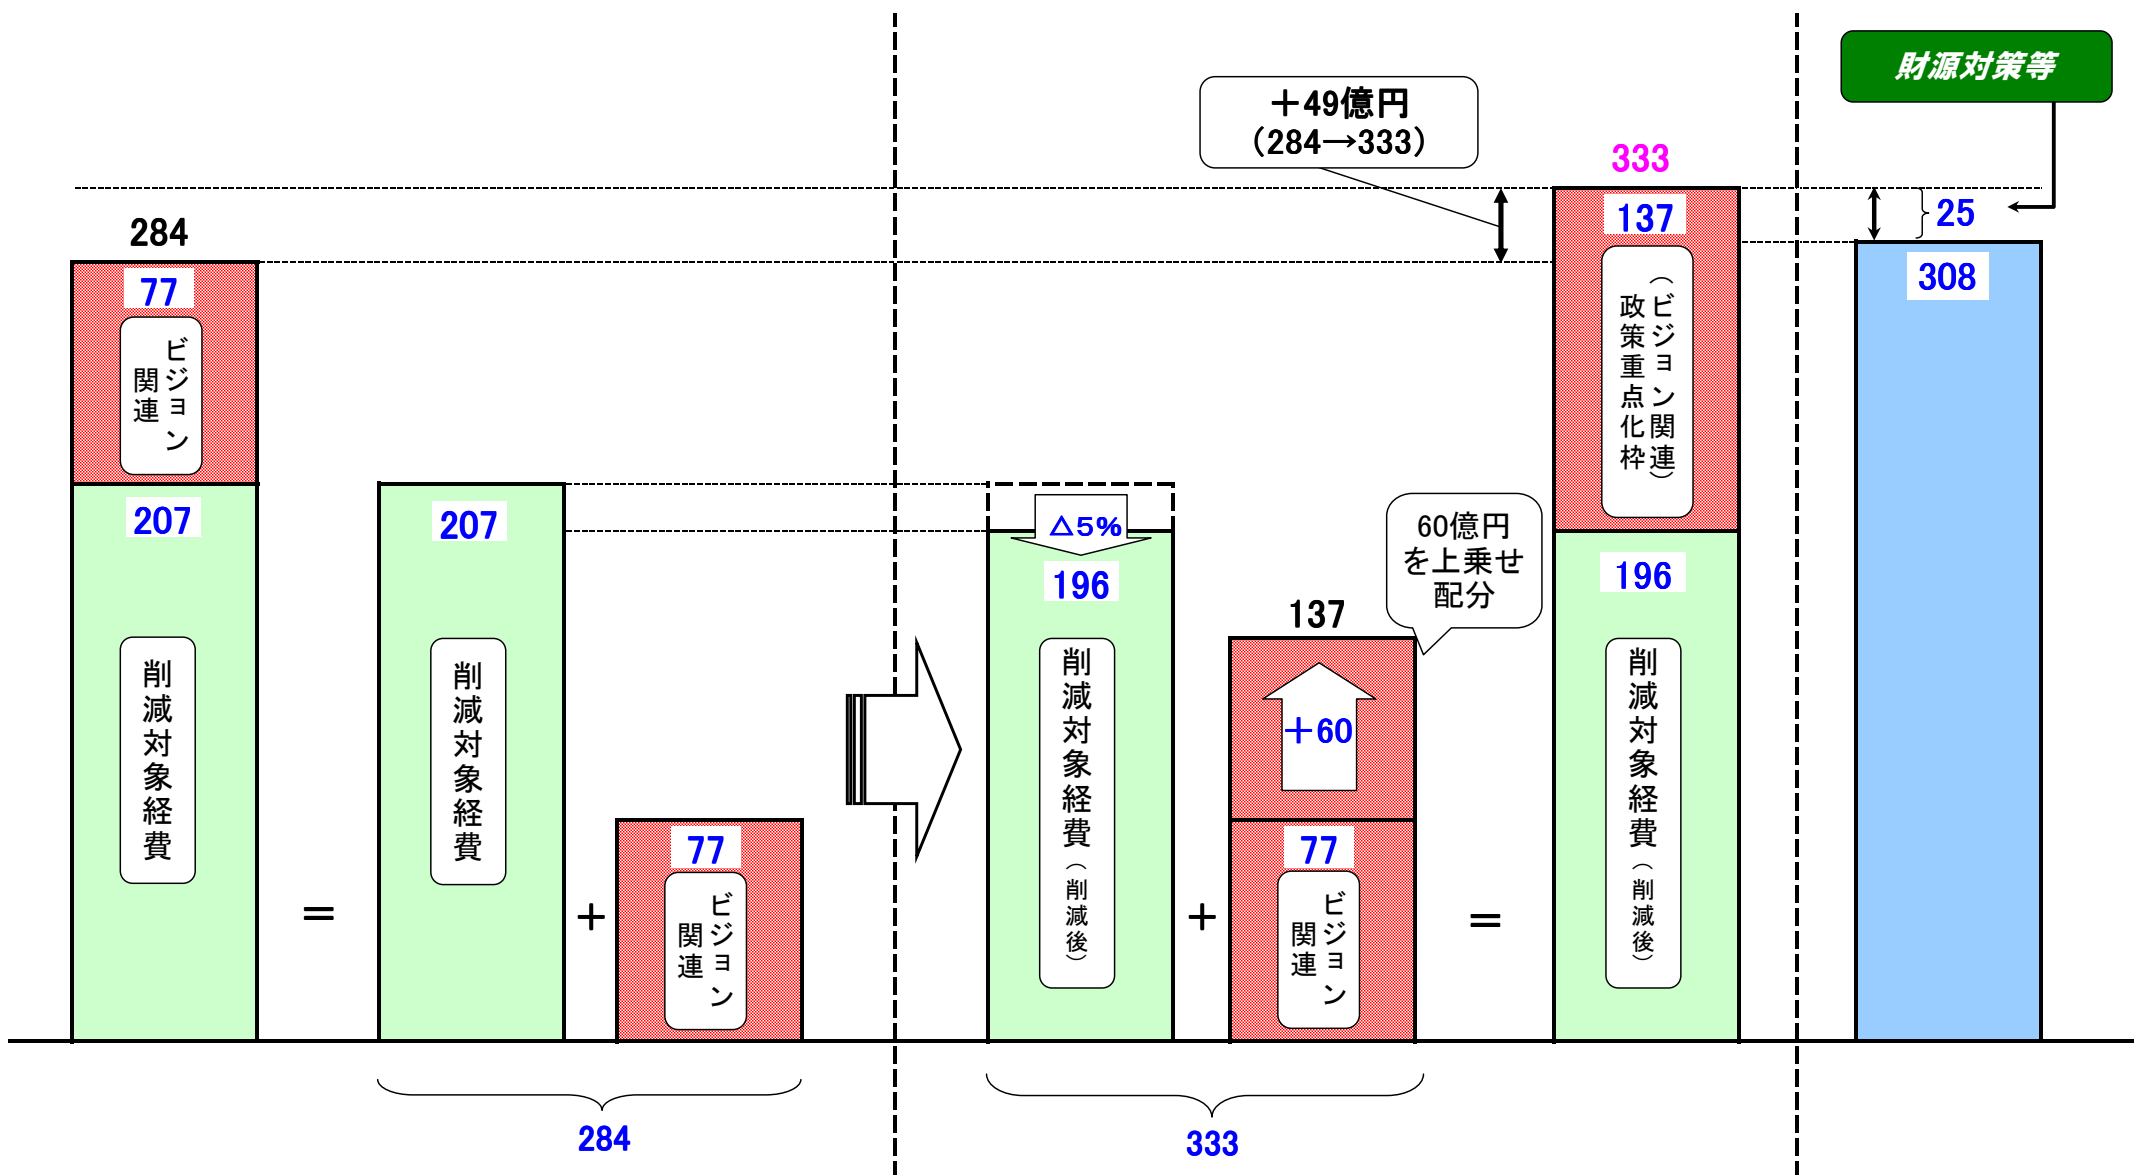 財源対策等
＋49億円
（284→333）
333
284
25
137
（ビジョン関連）
政策重点化枠
308
77
ビジョン
関連
207
207
△5%
196
60億円
を上乗せ
配分
196
137
＋60
削減対象経費
削減対象経費
削減対象経費（削減後）
削減対象経費（削減後）
77
ビジョン
関連
77
ビジョン
関連
＝
＋
＋
＝
284
333